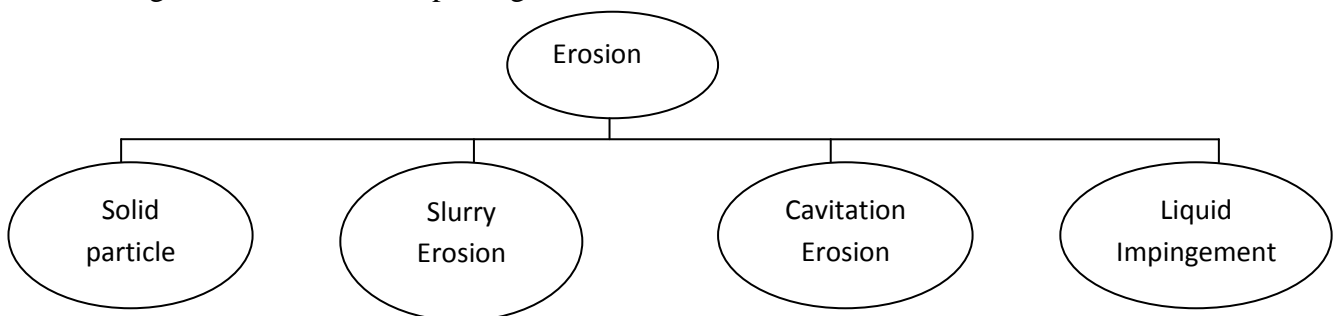 Erosion
Solid
particle
Slurry
Erosion
Cavitation
Erosion
Liquid
Impingement